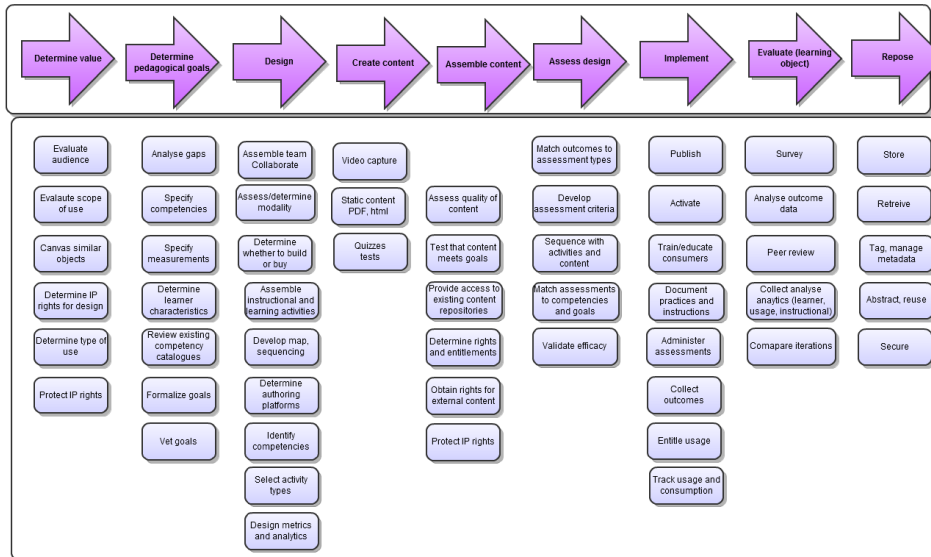 Determine value
Determine
pedagogical goals
Design
Create content
Assemble content
Assess design
Implement
Evaluate (learning
object)
Repose
Evaluate
audience
Evalaute scope
of use
Canvas similar
objects
Determine IP
rights for design
Determine type of
use
Protect IP rights
Analyse gaps
Specify
competencies
Specify
measurements
Determine
learner
characteristics
Review existing
competency
catalogues
Formalize goals
Vet goals
Assemble team
Collaborate
Assess/determine
modality
Determine
whether to build
or buy
Assemble
instructional and
learning activities
Develop map,
sequencing
Determine
authoring
platforms
Identify
competencies
Select activity
types
Design metrics
and analytics
Video capture
Static content
PDF, html
Quizzes
tests
Assess quality of
content
Test that content
meets goals
Provide access to
existing content
repositories
Determine rights
and entitlements
Obtain rights for
external content
Protect IP rights
Match outcomes to
assessment types
Develop
assessment criteria
Sequence with
activities and
content
Match assessments
to competencies
and goals
Validate efficacy
Publish
Activate
Train/educate
consumers
Document
practices and
instructions
Administer
assessments
Collect
outcomes
Entitle usage
Track usage and
consumption
Survey
Analyse outcome
data
Peer review
Collect analyse
anaytics (learner,
usage, instructional)
Comapare iterations
Store
Retreive
Tag, manage
metadata
Abstract, reuse
Secure